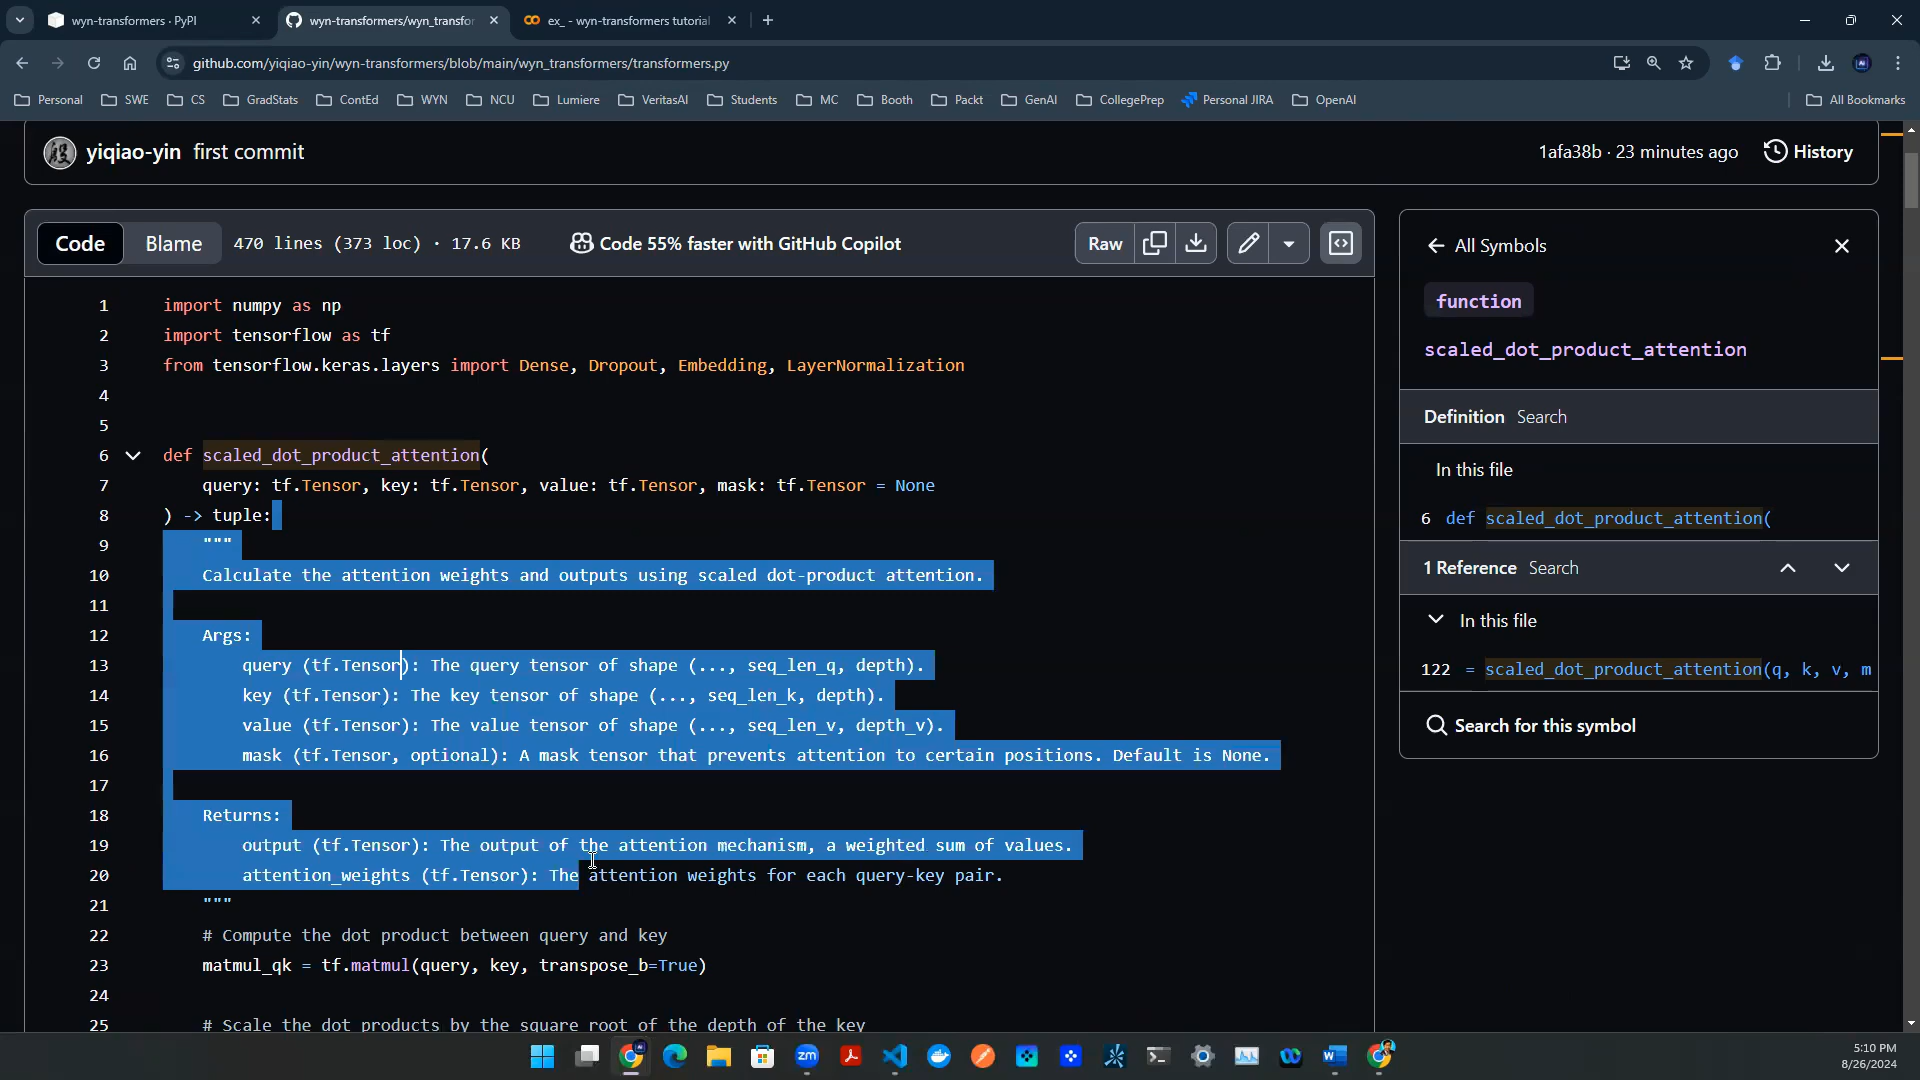 wyn-transformers · PyPI
wyn-transformers/wyn_transfor
ex_ - wyn-transformers tutorial
github.com/yiqiao-yin/wyn-transformers/blob/main/wyn_transformers/transformers.py
Personal SWE CS GradStats ContEd WYN NCU Lumiere VeritasAI Students MC Booth Packt GenAI CollegePrep Personal JIRA OpenAI All Bookmarks
yiqiao-yin first commit 1afa38b · 23 minutes ago History
Code Blame 470 lines (373 loc) · 17.6 KB Code 55% faster with GitHub Copilot Raw
1 import numpy as np
2 import tensorflow as tf
3 from tensorflow.keras.layers import Dense, Dropout, Embedding, LayerNormalization
4
5
6 def scaled_dot_product_attention(
7 query: tf.Tensor, key: tf.Tensor, value: tf.Tensor, mask: tf.Tensor = None
8 ) -> tuple:
9 """
10 Calculate the attention weights and outputs using scaled dot-product attention.
11
12 Args:
13 query (tf.Tensor): The query tensor of shape (..., seq_len_q, depth).
14 key (tf.Tensor): The key tensor of shape (..., seq_len_k, depth).
15 value (tf.Tensor): The value tensor of shape (..., seq_len_v, depth_v).
16 mask (tf.Tensor, optional): A mask tensor that prevents attention to certain positions. Default is None.
17
18 Returns:
19 output (tf.Tensor): The output of the attention mechanism, a weighted sum of values.
20 attention_weights (tf.Tensor): The attention weights for each query-key pair.
21 """
22 # Compute the dot product between query and key
23 matmul_qk = tf.matmul(query, key, transpose_b=True)
24
25 # Scale the dot products by the square root of the depth of the key
All Symbols
function
scaled_dot_product_attention
Definition Search
In this file
6 def scaled_dot_product_attention(
1 Reference Search
In this file
122 = scaled_dot_product_attention(q, k, v, m
Search for this symbol
zm
5:10 PM
8/26/2024